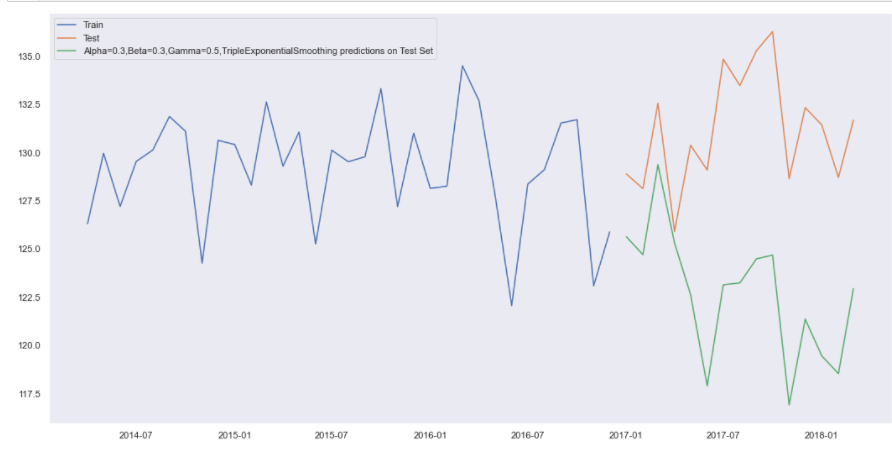 Train
Test
Alpha=0.3,Beta=0.3,Gamma=0.5,TripleExponentialSmoothing predictions on Test Set
135.0
132.5
130.0
127.5
125.0
122.5
120.0
117.5
2014-07 2015-01 2015-07 2016-01 2016-07 2017-01 2017-07 2018-01